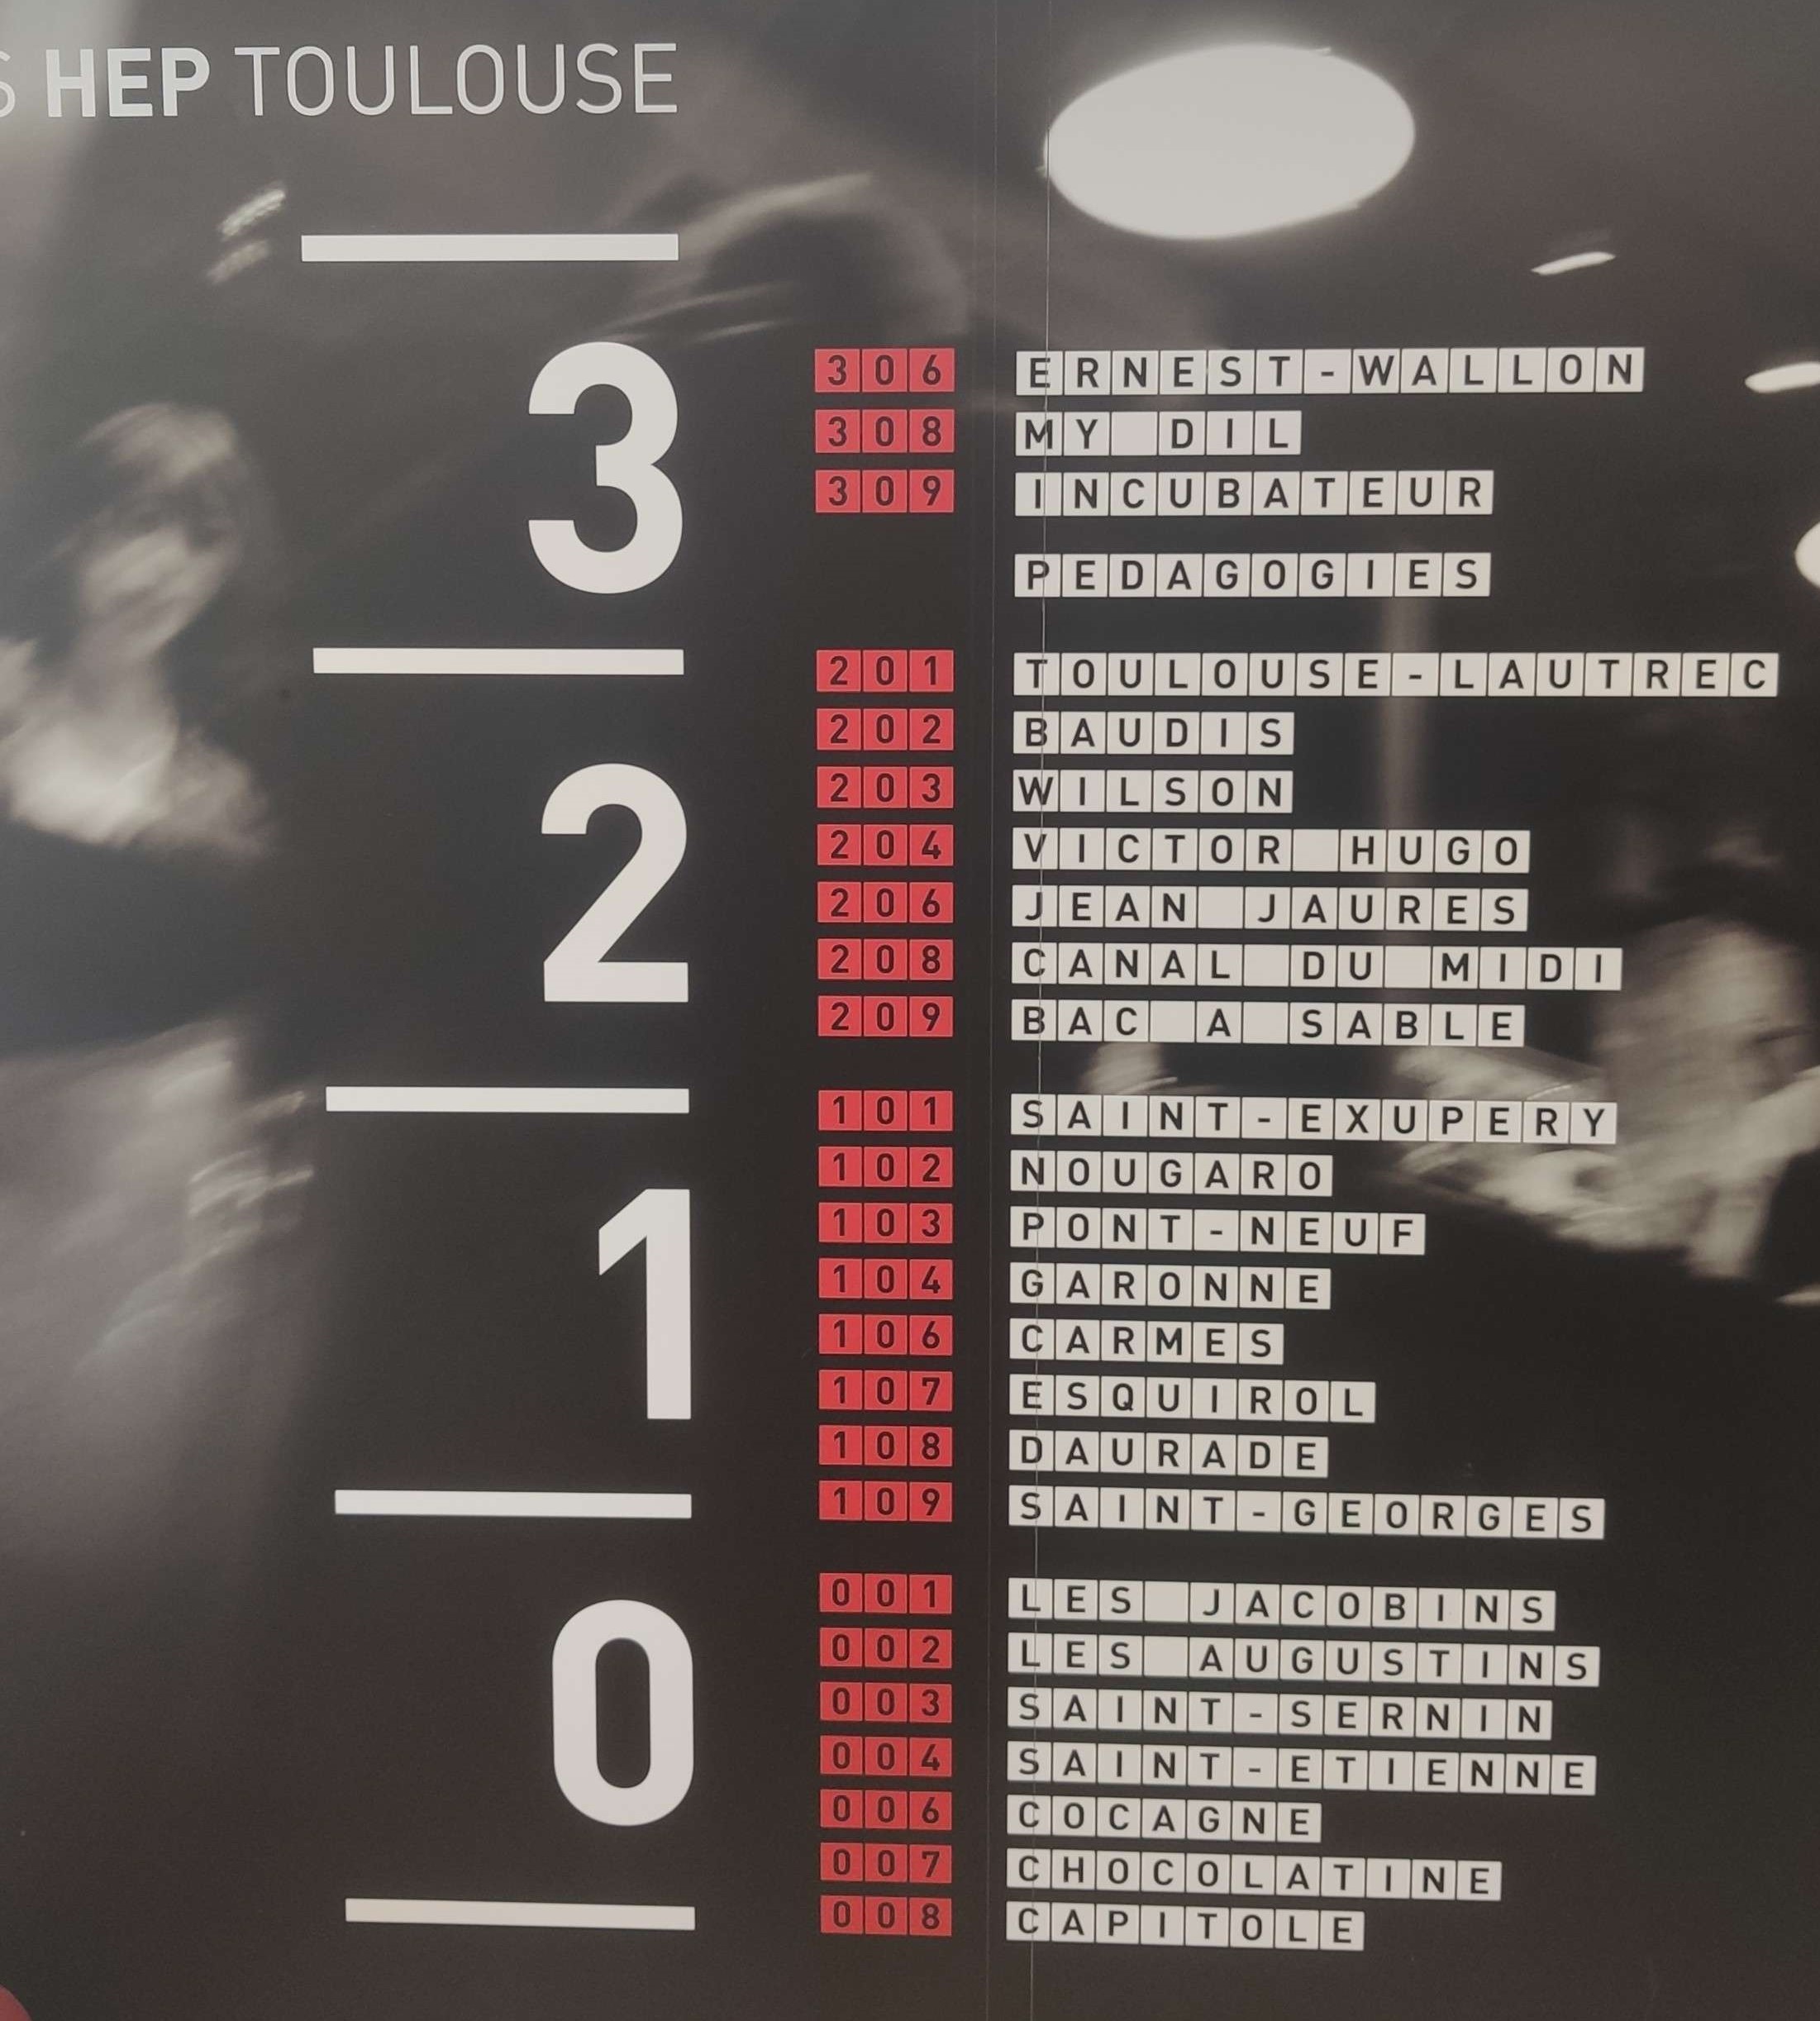 HEP TOULOUSE
3
306 ERNEST-WALLON
308 MY DIL
309 INCUBATEUR
PEDAGOGIES
2
201 TOULOUSE-LAUTREC
202 BAUDIS
203 WILSON
204 VICTOR HUGO
206 JEAN JAURES
208 CANAL DU MIDI
209 BAC A SABLE
1
101 SAINT-EXUPERY
102 NOUGARO
103 PONT-NEUF
104 GARONNE
106 CARMES
107 ESQUIROL
108 DAURADE
109 SAINT-GEORGES
0
001 LES JACOBINS
002 LES AUGUSTINS
003 SAINT-SERNIN
004 SAINT-ETIENNE
006 COCAGNE
007 CHOCOLATINE
008 CAPITOLE